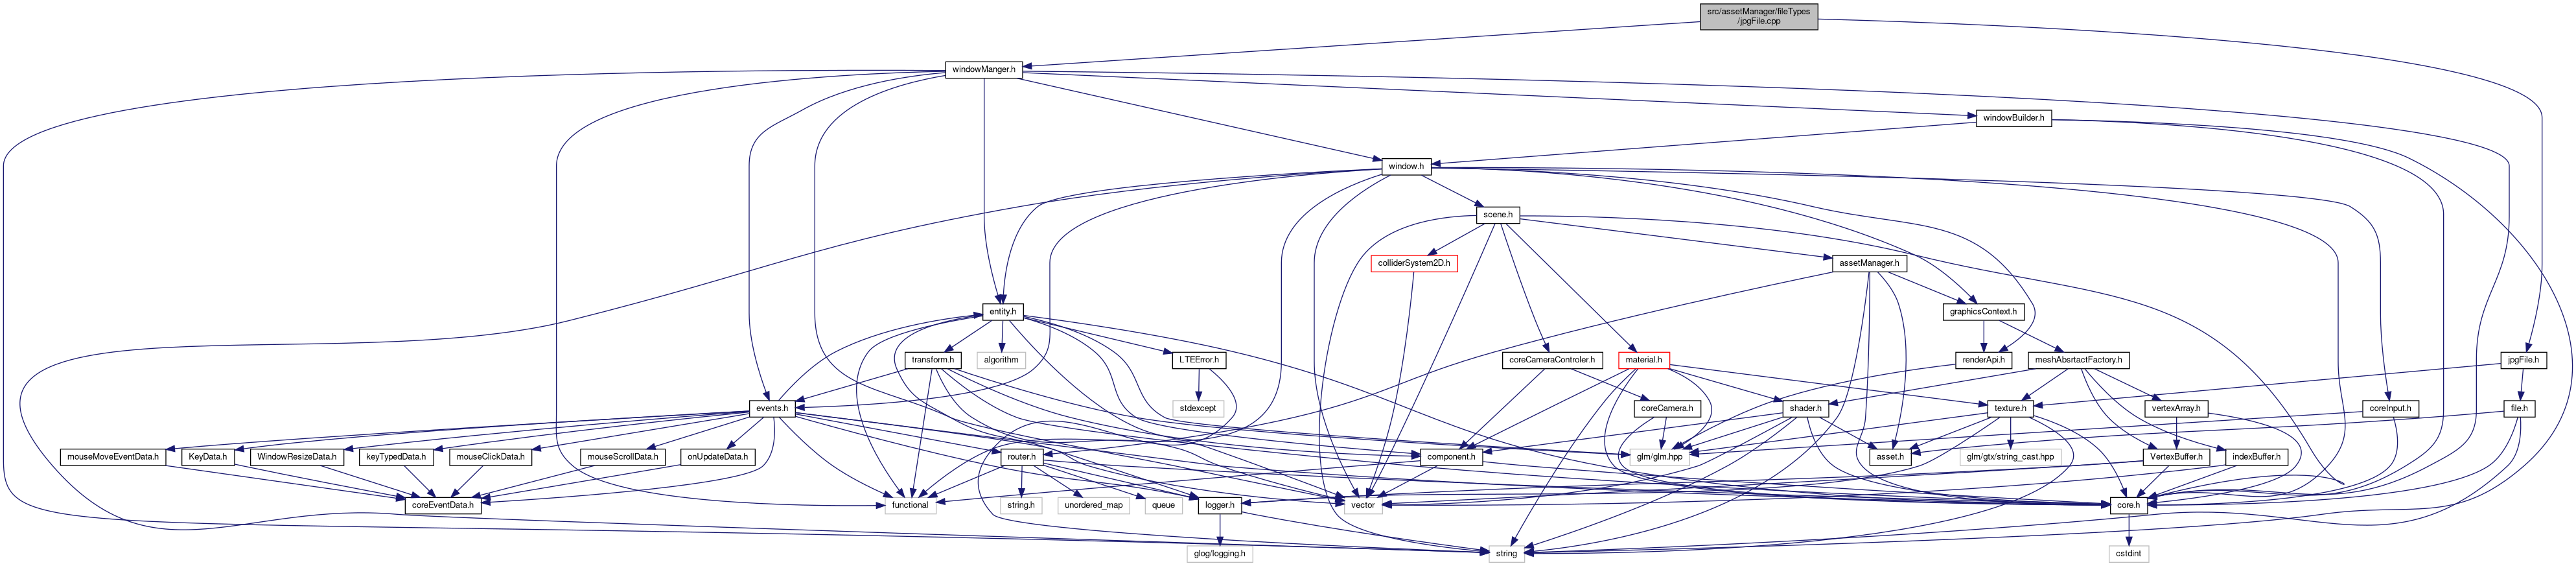 src/assetManager/fileTypes
/jpgFile.cpp
windowManger.h
windowBuilder.h
window.h
scene.h
colliderSystem2D.h
assetManager.h
entity.h
graphicsContext.h
transform.h
algorithm
LTEError.h
coreCameraControler.h
material.h
renderApi.h
meshAbsrtactFactory.h
jpgFile.h
stdexcept
events.h
coreCamera.h
shader.h
texture.h
vertexArray.h
coreInput.h
file.h
mouseMoveEventData.h
KeyData.h
WindowResizeData.h
keyTypedData.h
mouseClickData.h
mouseScrollData.h
onUpdateData.h
router.h
component.h
glm/glm.hpp
asset.h
glm/gtx/string_cast.hpp
VertexBuffer.h
indexBuffer.h
coreEventData.h
functional
string.h
unordered_map
queue
logger.h
vector
core.h
glog/logging.h
string
cstdint